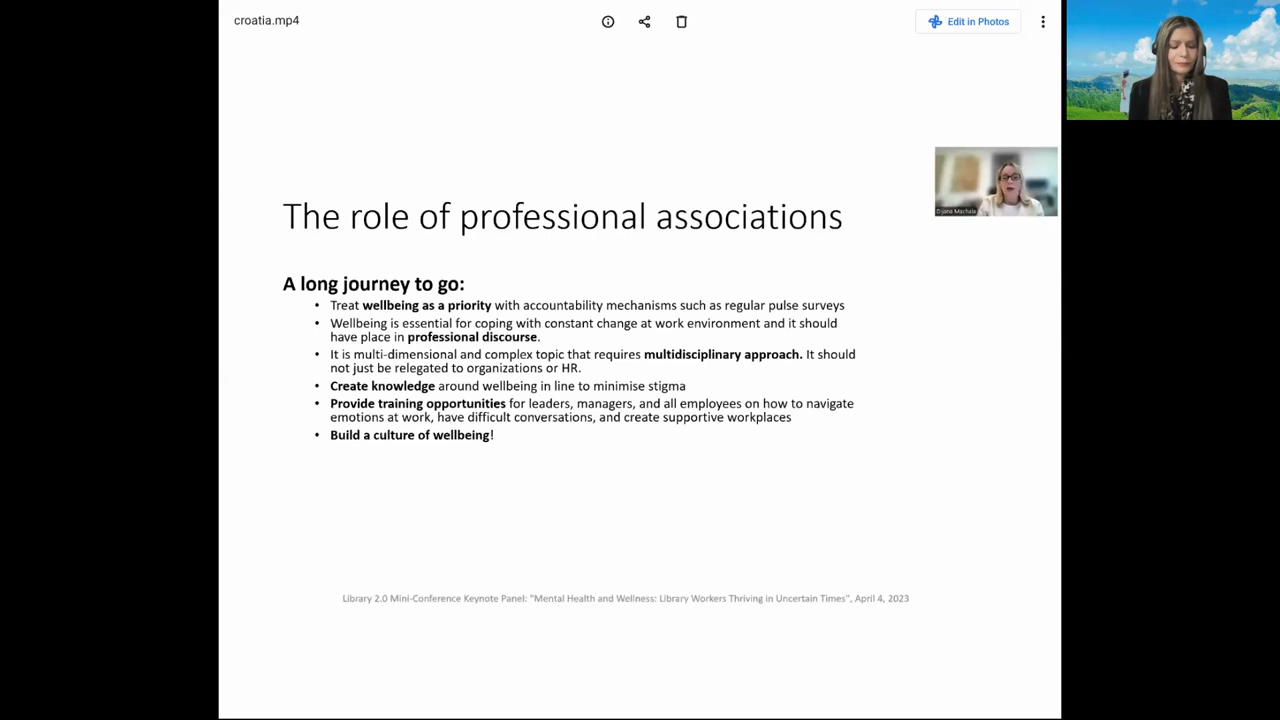 croatia.mp4
Edit in Photos
Dijana Machala
The role of professional associations
A long journey to go:
• Treat wellbeing as a priority with accountability mechanisms such as regular pulse surveys
• Wellbeing is essential for coping with constant change at work environment and it should
have place in professional discourse.
• It is multi-dimensional and complex topic that requires multidisciplinary approach. It should
not just be relegated to organizations or HR.
• Create knowledge around wellbeing in line to minimise stigma
• Provide training opportunities for leaders, managers, and all employees on how to navigate
emotions at work, have difficult conversations, and create supportive workplaces
• Build a culture of wellbeing!
Library 2.0 Mini-Conference Keynote Panel: "Mental Health and Wellness: Library Workers Thriving in Uncertain Times", April 4, 2023